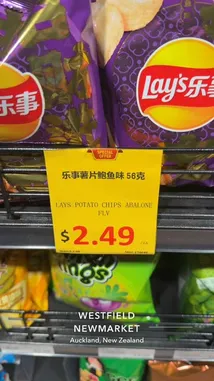 乐事
Lay's乐事
SPECIAL
OFFER
乐事薯片鲍鱼味 56克
LAYS POTATO CHIPS ABALONE
FLV
$2.49
ngs
WESTFIELD
NEWMARKET
Auckland, New Zealand